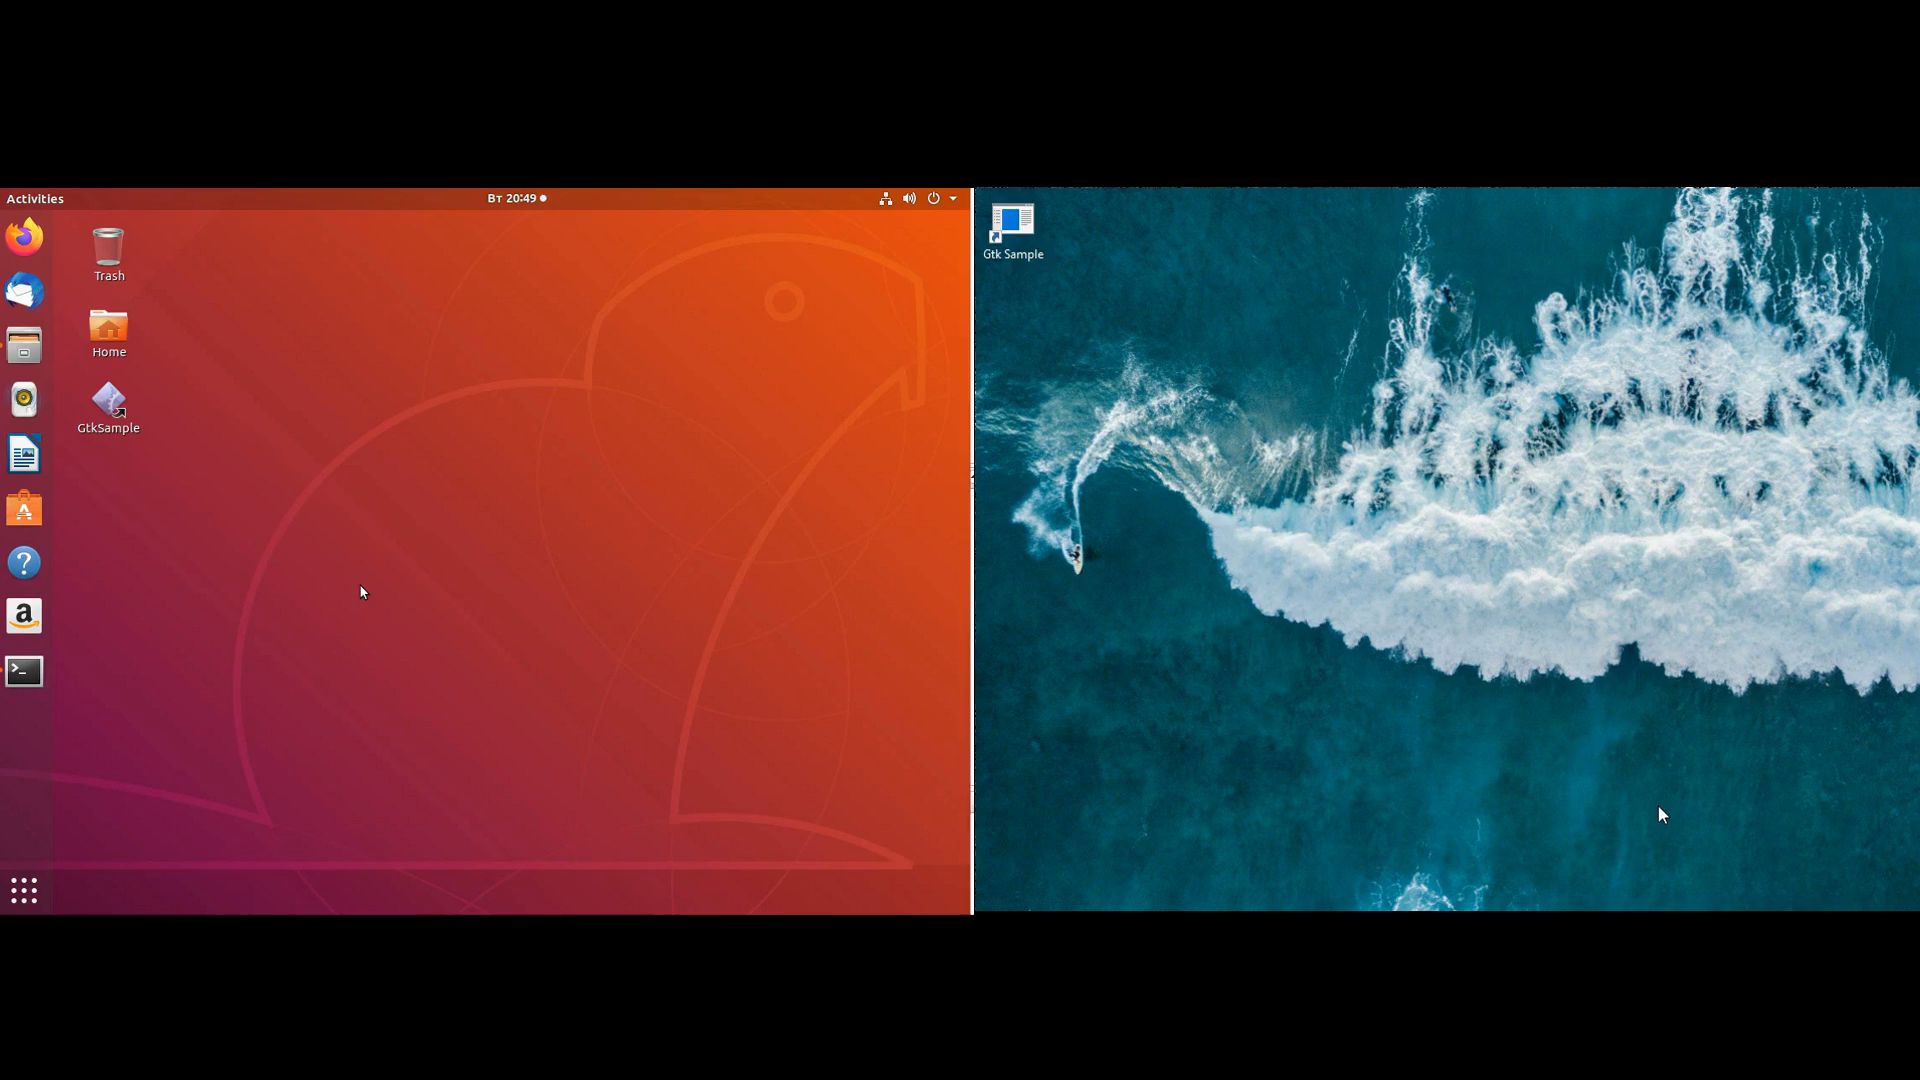 Activities
Вт 20:49
Trash
Home
GtkSample
Gtk Sample